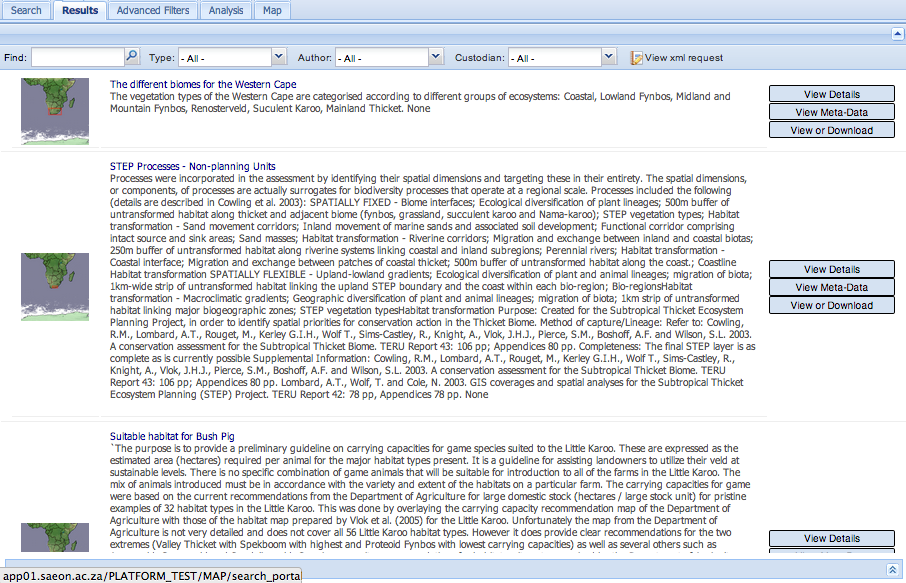 Search Results Advanced Filters Analysis Map
Find: Type: - All - Author: - All - Custodian: - All - View xml request
The different biomes for the Western Cape
The vegetation types of the Western Cape are categorised according to different groups of ecosystems: Coastal, Lowland Fynbos, Midland and
Mountain Fynbos, Renosterveld, Suculent Karoo, Mainland Thicket. None
View Details
View Meta-Data
View or Download
STEP Processes - Non-planning Units
Processes were incorporated in the assessment by identifying their spatial dimensions and targeting these in their entirety. The spatial dimensions,
or components, of processes are actually surrogates for biodiversity processes that operate at a regional scale. Processes included the following
(details are described in Cowling et al. 2003): SPATIALLY FIXED - Biome interfaces; Ecological diversification of plant lineages; 500m buffer of
untransformed habitat along thicket and adjacent biome (fynbos, grassland, succulent karoo and Nama-karoo); STEP vegetation types; Habitat
transformation - Sand movement corridors; Inland movement of marine sands and associated soil development; Functional corridor comprising
intact source and sink areas; Sand masses; Habitat transformation - Riverine corridors; Migration and exchange between inland and coastal biotas;
250m buffer of untransformed habitat along riverine systems linking coastal and inland subregions; Perennial rivers; Habitat transformation -
Coastal interface; Migration and exchange between patches of coastal thicket; 500m buffer of untransformed habitat along the coast.; Coastline
Habitat transformation SPATIALLY FLEXIBLE - Upland-lowland gradients; Ecological diversification of plant and animal lineages; migration of biota;
1km-wide strip of untransformed habitat linking the upland STEP boundary and the coast within each bio-region; Bio-regionsHabitat
transformation - Macroclimatic gradients; Geographic diversification of plant and animal lineages; migration of biota; 1km strip of untransformed
habitat linking major biogeographic zones; STEP vegetation typesHabitat transformation Purpose: Created for the Subtropical Thicket Ecosystem
Planning Project, in order to identify spatial priorities for conservation action in the Thicket Biome. Method of capture/Lineage: Refer to: Cowling,
R.M., Lombard, A.T., Rouget, M., Kerley G.I.H., Wolf T., Sims-Castley, R., Knight, A., Vlok, J.H.J., Pierce, S.M., Boshoff, A.F. and Wilson, S.L. 2003.
A conservation assessment for the Subtropical Thicket Biome. TERU Report 43: 106 pp; Appendices 80 pp. Completeness: The final STEP layer is as
complete as is currently possible Supplemental Information: Cowling, R.M., Lombard, A.T., Rouget, M., Kerley G.I.H., Wolf T., Sims-Castley, R.,
Knight, A., Vlok, J.H.J., Pierce, S.M., Boshoff, A.F. and Wilson, S.L. 2003. A conservation assessment for the Subtropical Thicket Biome. TERU
Report 43: 106 pp; Appendices 80 pp. Lombard, A.T., Wolf, T. and Cole, N. 2003. GIS coverages and spatial analyses for the Subtropical Thicket
Ecosystem Planning (STEP) Project. TERU Report 42: 78 pp, Appendices 78 pp. None
View Details
View Meta-Data
View or Download
Suitable habitat for Bush Pig
`The purpose is to provide a preliminary guideline on carrying capacities for game species suited to the Little Karoo. These are expressed as the
estimated area (hectares) required per animal for the major habitat types present. It is a guideline for assisting landowners to utilize their veld at
sustainable levels. There is no specific combination of game animals that will be suitable for introduction to all of the farms in the Little Karoo. The
mix of animals introduced must be in accordance with the variety and extent of the habitats on a particular farm. The carrying capacities for game
were based on the current recommendations from the Department of Agriculture for large domestic stock (hectares / large stock unit) for pristine
examples of 32 habitat types in the Little Karoo. This was done by overlaying the carrying capacity recommendation map of the Department of
Agriculture with those of the habitat map prepared by Vlok et al. (2005) for the Little Karoo. Unfortunately the map from the Department of
Agriculture is not very detailed and does not cover all 56 Little Karoo habitat types. However it does provide clear recommendations for the two
extremes (Valley Thicket with Spekboom with highest and Proteoid Fynbos with lowest carrying capacities) as well as several others such as
View Details
app01.saeon.ac.za/PLATFORM_TEST/MAP/search_porta